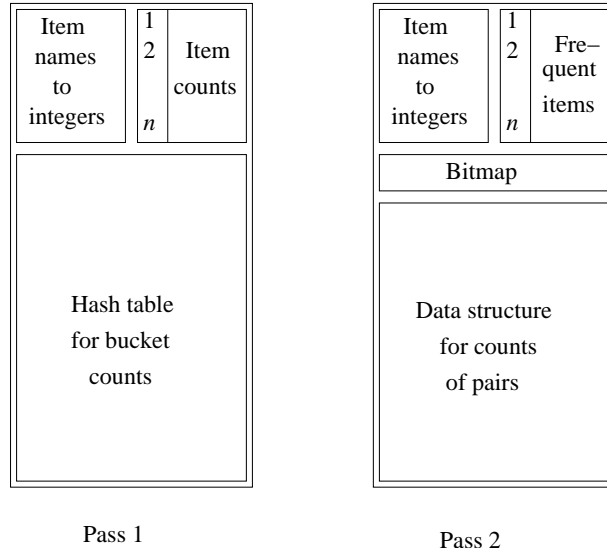 Item
names
to
integers
1
2
n
Item
counts
Hash table
for bucket
counts
Pass 1
Item
names
to
integers
1
2
n
Fre–
quent
items
Bitmap
Data structure
for counts
of pairs
Pass 2